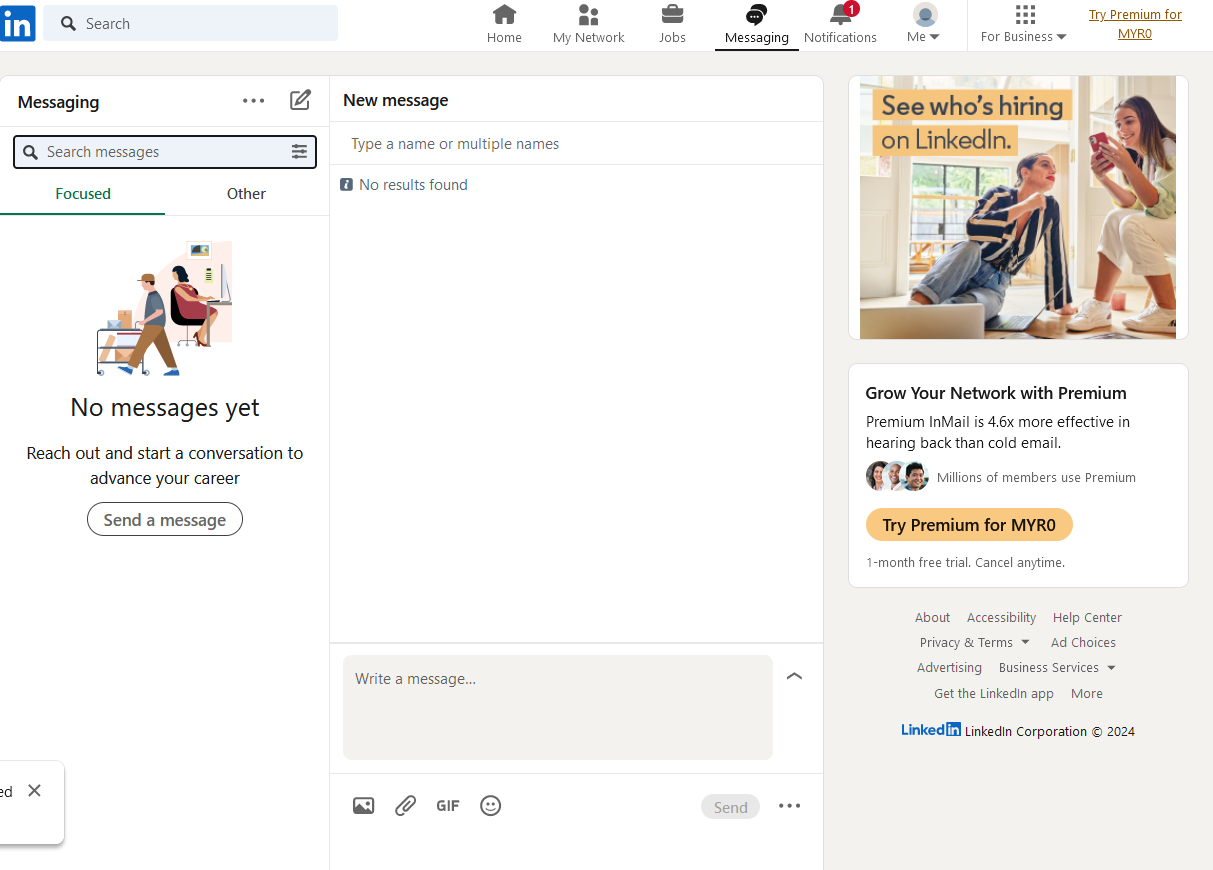 in
Search
Home
My Network
Jobs
Messaging
1
Notifications
Me
For Business
Try Premium for
MYR0
Messaging
Search messages
Focused
Other
No messages yet
Reach out and start a conversation to
advance your career
Send a message
ed
New message
Type a name or multiple names
No results found
Write a message...
GIF
Send
See who's hiring
on LinkedIn.
Grow Your Network with Premium
Premium InMail is 4.6x more effective in
hearing back than cold email.
Millions of members use Premium
Try Premium for MYR0
1-month free trial. Cancel anytime.
About Accessibility Help Center
Privacy & Terms Ad Choices
Advertising Business Services
Get the LinkedIn app More
LinkedIn LinkedIn Corporation © 2024